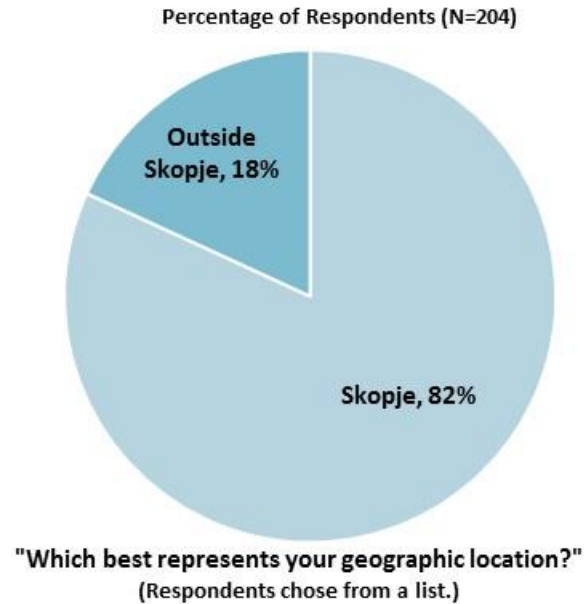 Percentage of Respondents (N=204)
Outside
Skopje, 18%
Skopje, 82%
"Which best represents your geographic location?"
(Respondents chose from a list.)